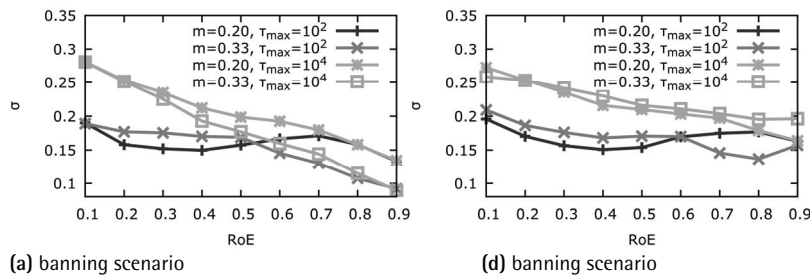 0.35
0.3
0.25
0.2
0.15
0.1
σ
m=0.20, τmax=10²
m=0.33, τmax=10²
m=0.20, τmax=10⁴
m=0.33, τmax=10⁴
0.1 0.2 0.3 0.4 0.5 0.6 0.7 0.8 0.9
RoE
(a) banning scenario
0.35
0.3
0.25
0.2
0.15
0.1
σ
m=0.20, τmax=10²
m=0.33, τmax=10²
m=0.20, τmax=10⁴
m=0.33, τmax=10⁴
0.1 0.2 0.3 0.4 0.5 0.6 0.7 0.8 0.9
RoE
(d) banning scenario